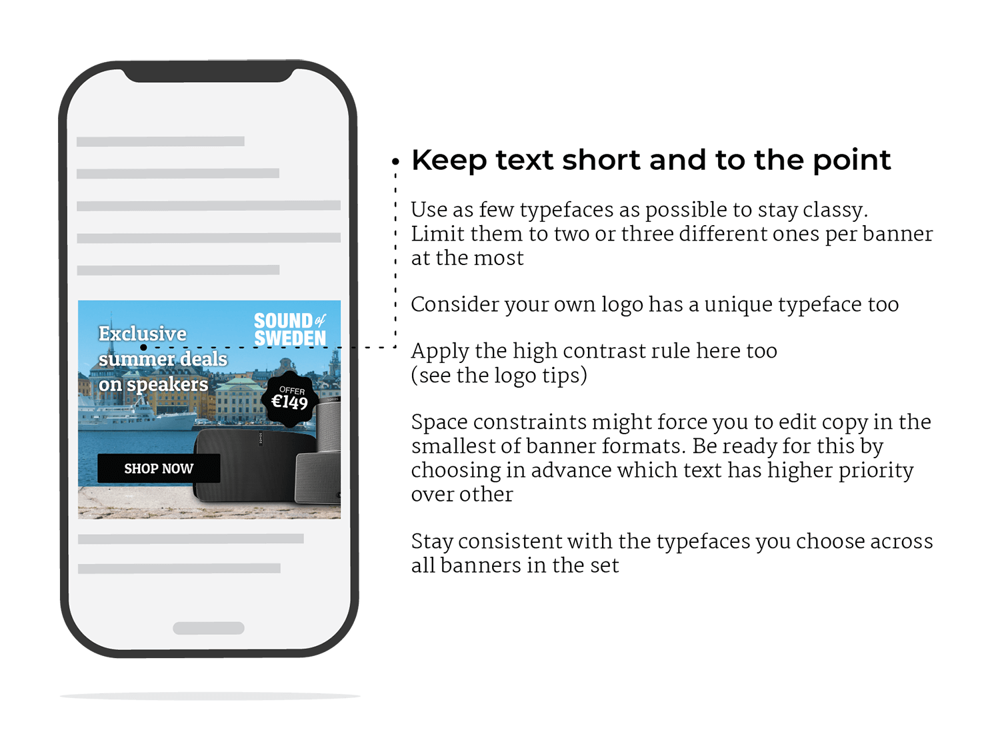 Keep text short and to the point
Use as few typefaces as possible to stay classy.
Limit them to two or three different ones per banner
at the most
Consider your own logo has a unique typeface too
Apply the high contrast rule here too
(see the logo tips)
Space constraints might force you to edit copy in the
smallest of banner formats. Be ready for this by
choosing in advance which text has higher priority
over other
Stay consistent with the typefaces you choose across
all banners in the set
Exclusive
summer deals
on speakers
SOUND of
SWEDEN
OFFER
€149
SHOP NOW
SONOS
SONOS